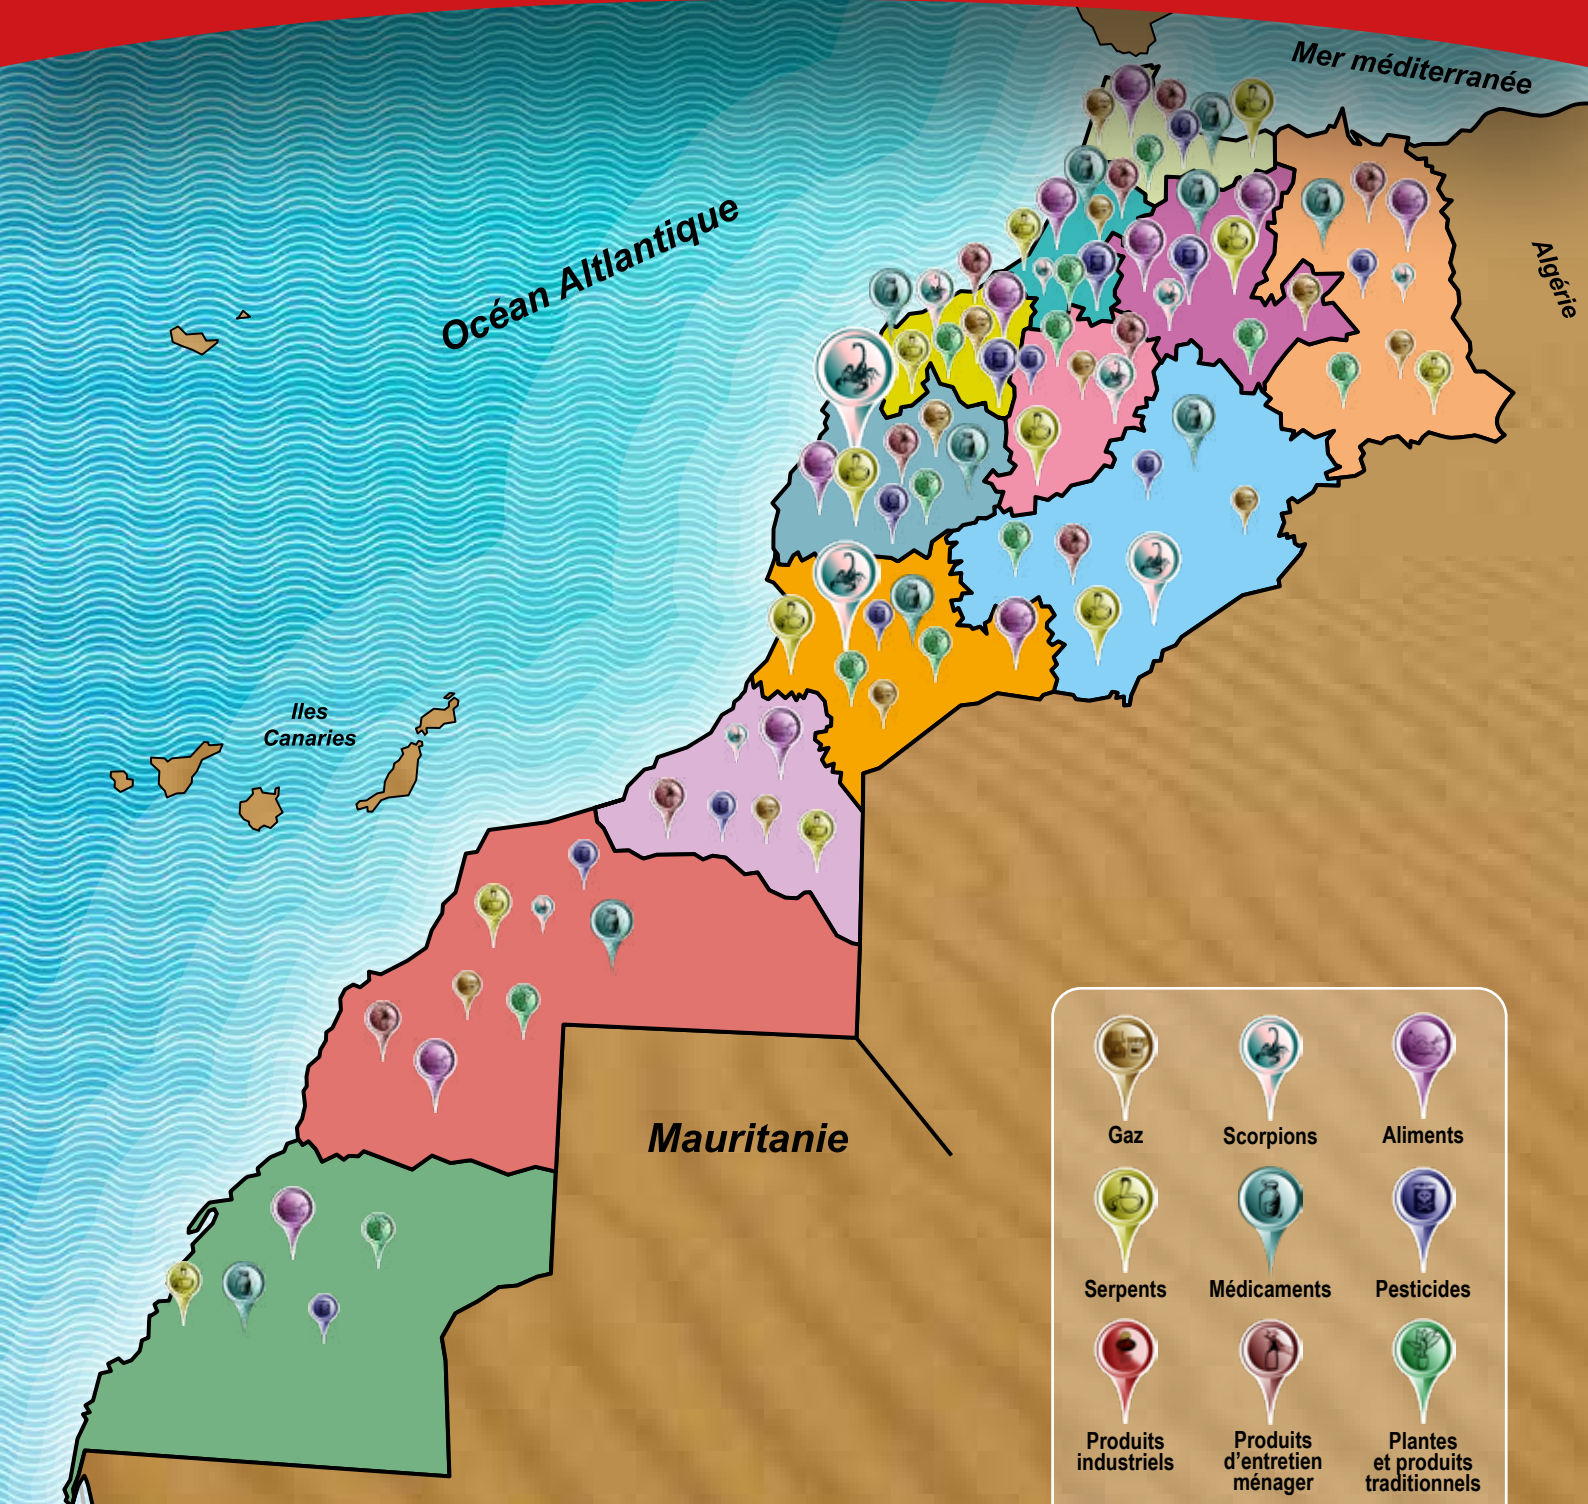 Mer méditerranée
Océan Altlantique
Algérie
Iles
Canaries
Mauritanie
Gaz
Scorpions
Aliments
Serpents
Médicaments
Pesticides
Produits
industriels
Produits
d'entretien
ménager
Plantes
et produits
traditionnels